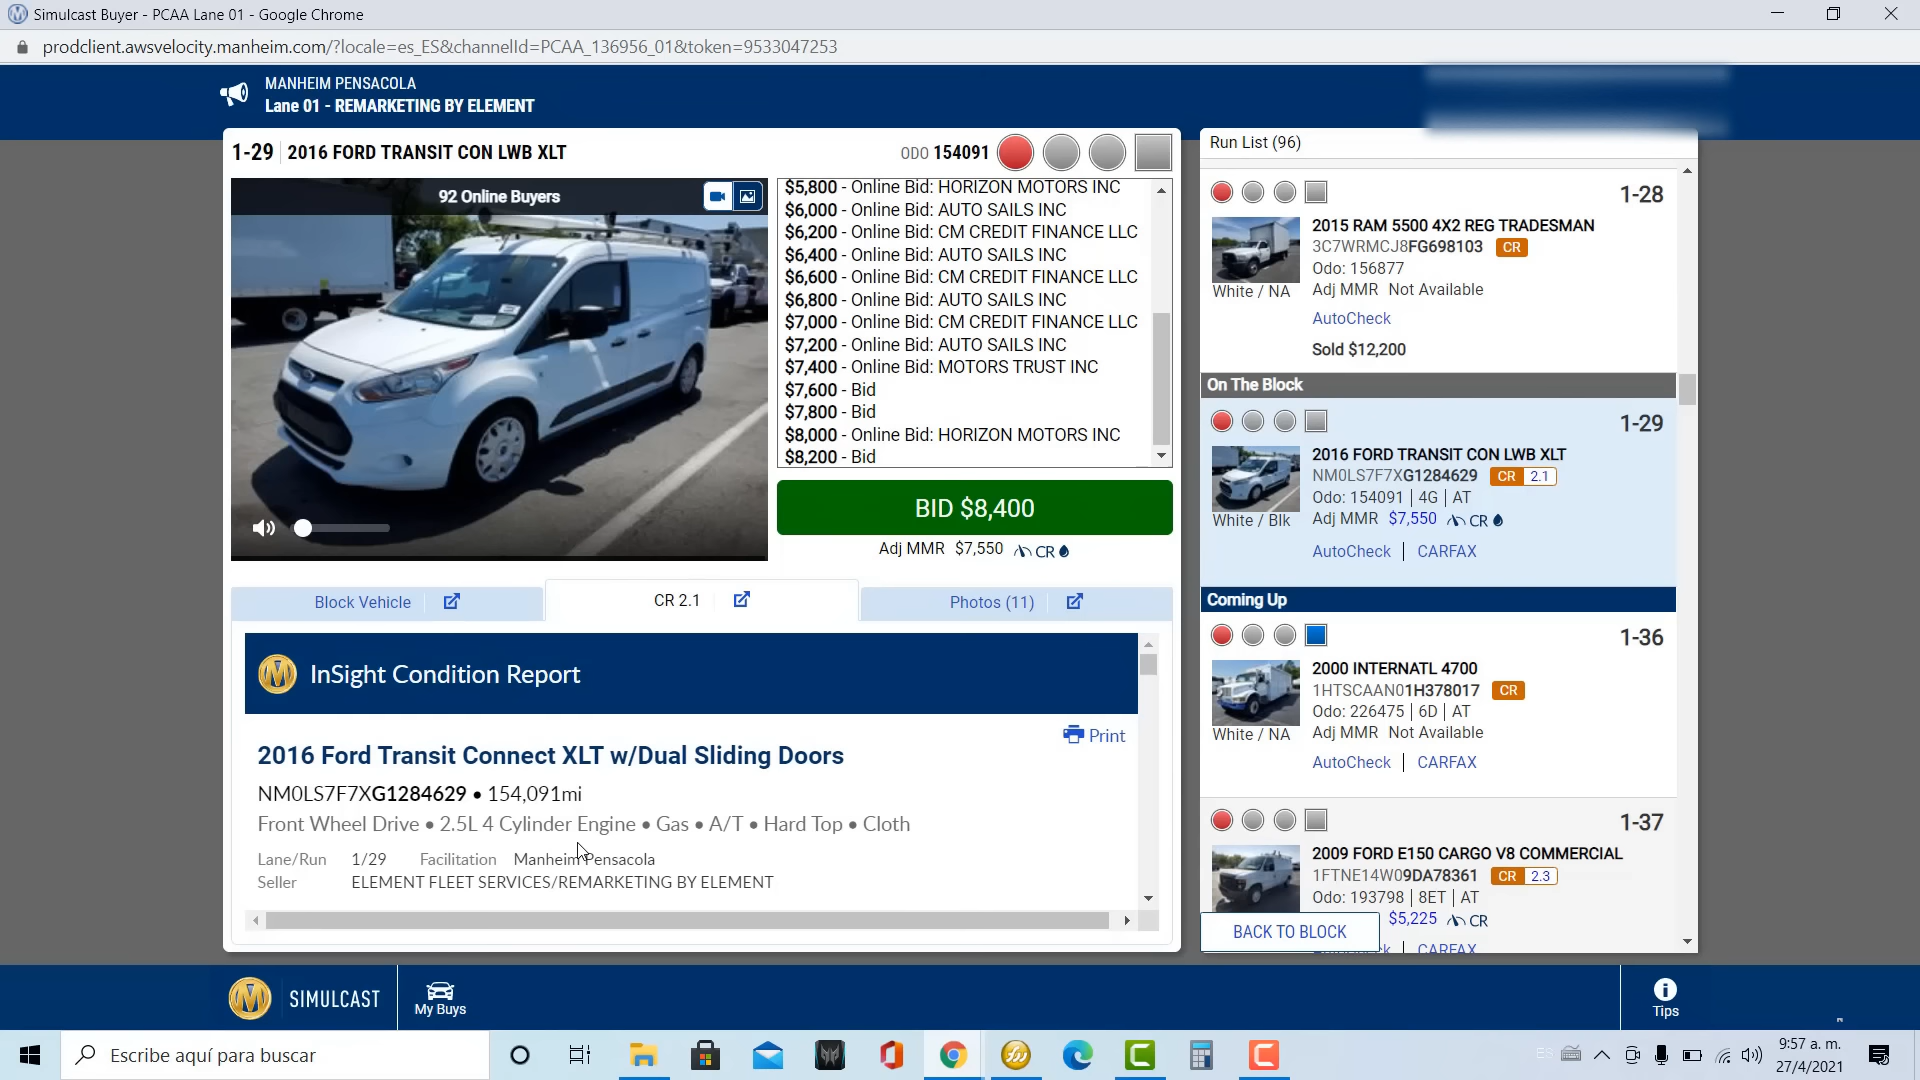 Simulcast Buyer - PCAA Lane 01 - Google Chrome
prodclient.awsvelocity.manheim.com/?locale=es_ES&channelId=PCAA_136956_01&token=9533047253
MANHEIM PENSACOLA
Lane 01 - REMARKETING BY ELEMENT
1-29 2016 FORD TRANSIT CON LWB XLT
ODO 154091
92 Online Buyers
$5,800 - Online Bid: HORIZON MOTORS INC
$6,000 - Online Bid: AUTO SAILS INC
$6,200 - Online Bid: CM CREDIT FINANCE LLC
$6,400 - Online Bid: AUTO SAILS INC
$6,600 - Online Bid: CM CREDIT FINANCE LLC
$6,800 - Online Bid: AUTO SAILS INC
$7,000 - Online Bid: CM CREDIT FINANCE LLC
$7,200 - Online Bid: AUTO SAILS INC
$7,400 - Online Bid: MOTORS TRUST INC
$7,600 - Bid
$7,800 - Bid
$8,000 - Online Bid: HORIZON MOTORS INC
$8,200 - Bid
BID $8,400
Adj MMR $7,550 CR
Block Vehicle
CR 2.1
Photos (11)
InSight Condition Report
Print
2016 Ford Transit Connect XLT w/Dual Sliding Doors
NM0LS7F7XG1284629 • 154,091mi
Front Wheel Drive • 2.5L 4 Cylinder Engine • Gas • A/T • Hard Top • Cloth
Lane/Run 1/29 Facilitation Manheim Pensacola
Seller ELEMENT FLEET SERVICES/REMARKETING BY ELEMENT
Run List (96)
1-28
2015 RAM 5500 4X2 REG TRADESMAN
3C7WRMCJ8FG698103 CR
Odo: 156877
White / NA
Adj MMR Not Available
AutoCheck
Sold $12,200
On The Block
1-29
2016 FORD TRANSIT CON LWB XLT
NM0LS7F7XG1284629 CR 2.1
Odo: 154091 | 4G | AT
White / Blk
Adj MMR $7,550 CR
AutoCheck | CARFAX
Coming Up
1-36
2000 INTERNATL 4700
1HTSCAAN01H378017 CR
Odo: 226475 | 6D | AT
White / NA
Adj MMR Not Available
AutoCheck | CARFAX
1-37
2009 FORD E150 CARGO V8 COMMERCIAL
1FTNE14W09DA78361 CR 2.3
Odo: 193798 | 8ET | AT
$5,225 CR
BACK TO BLOCK
CARFAX
SIMULCAST
My Buys
Tips
Escribe aquí para buscar
ES
9:57 a. m.
27/4/2021